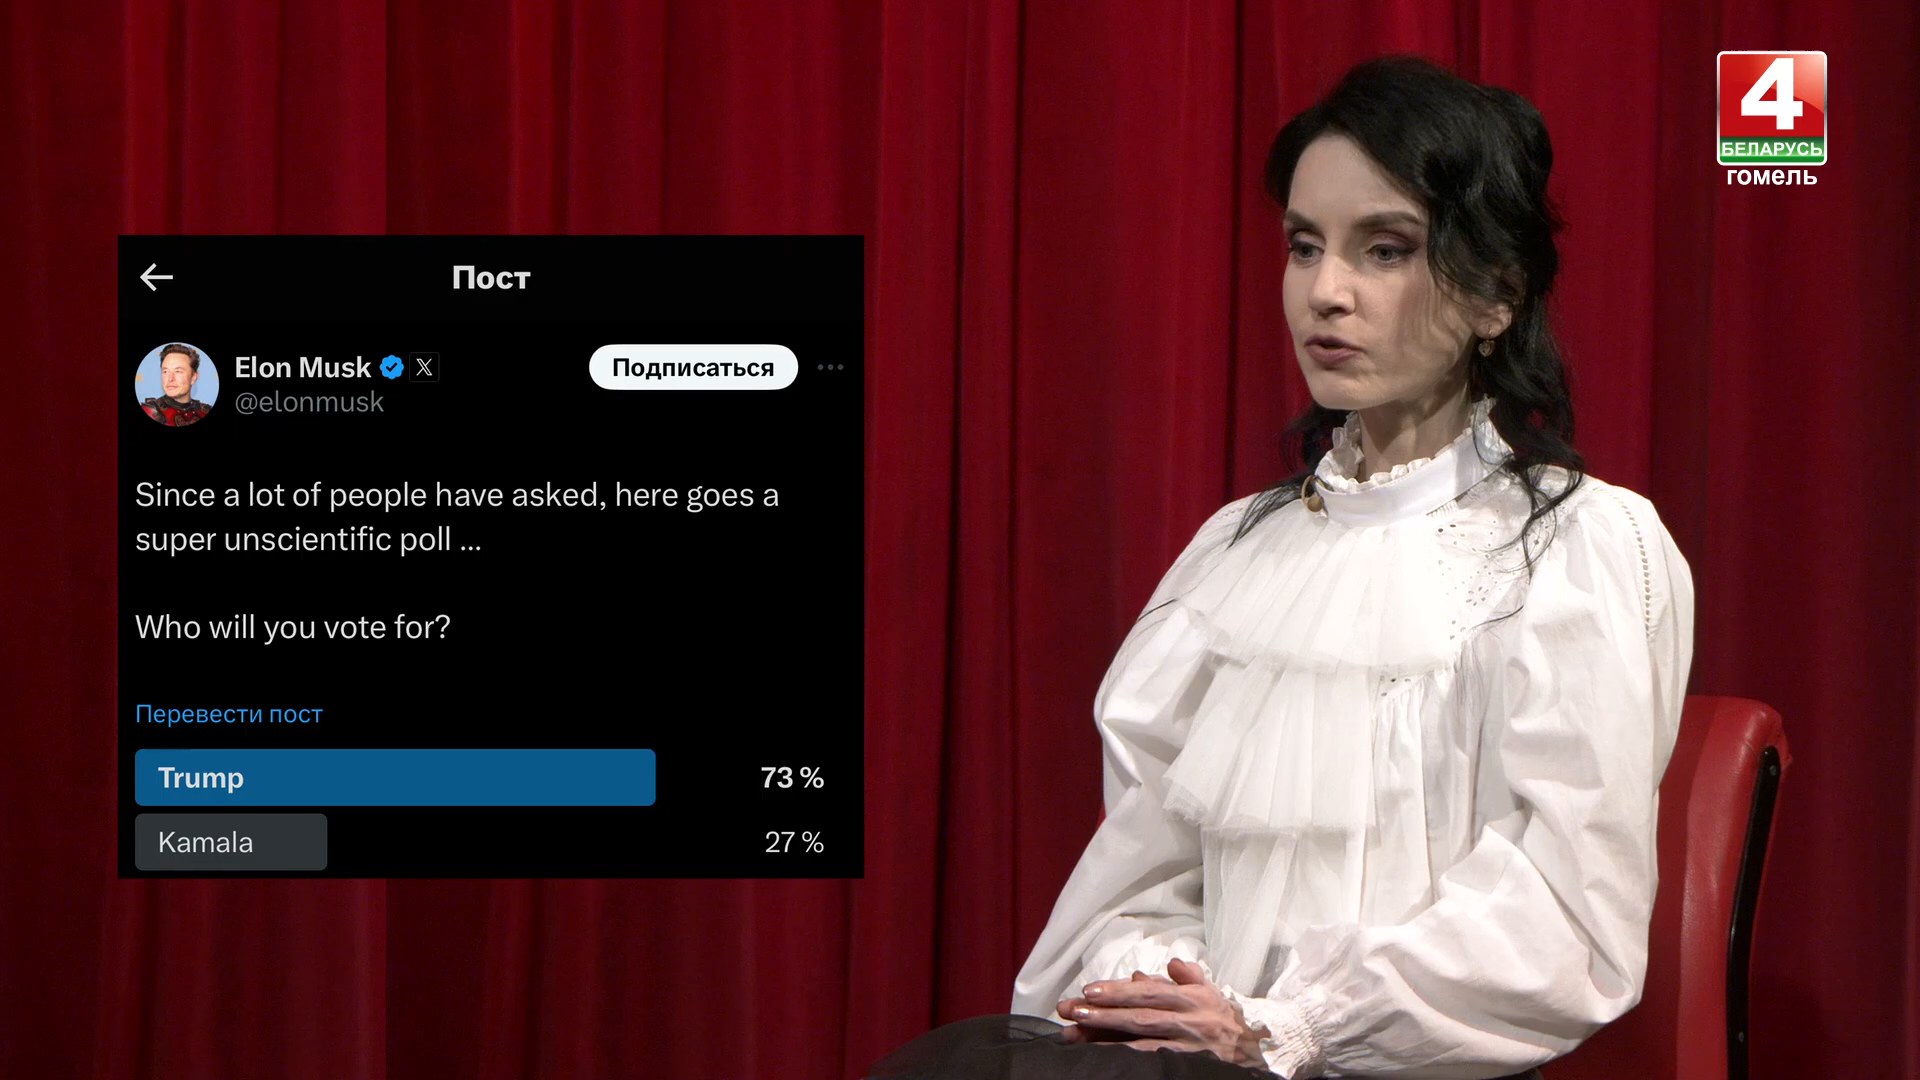 4
БЕЛАРУСЬ
гомель
Пост
Elon Musk
@elonmusk
Подписаться
Since a lot of people have asked, here goes a
super unscientific poll ...
Who will you vote for?
Перевести пост
Trump 73 %
Kamala 27 %